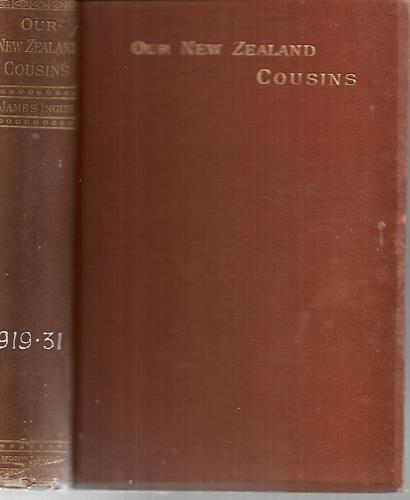 OUR
NEW ZEALAND
COUSINS
JAMES INGLIS
919.31
OUR NEW ZEALAND
COUSINS